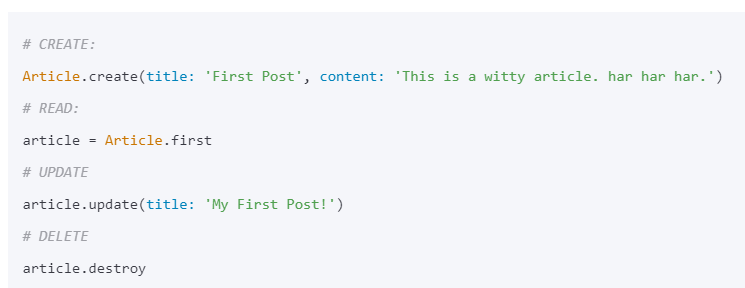 # CREATE:
Article.create(title: 'First Post', content: 'This is a witty article. har har har.')
# READ:
article = Article.first
# UPDATE
article.update(title: 'My First Post!')
# DELETE
article.destroy